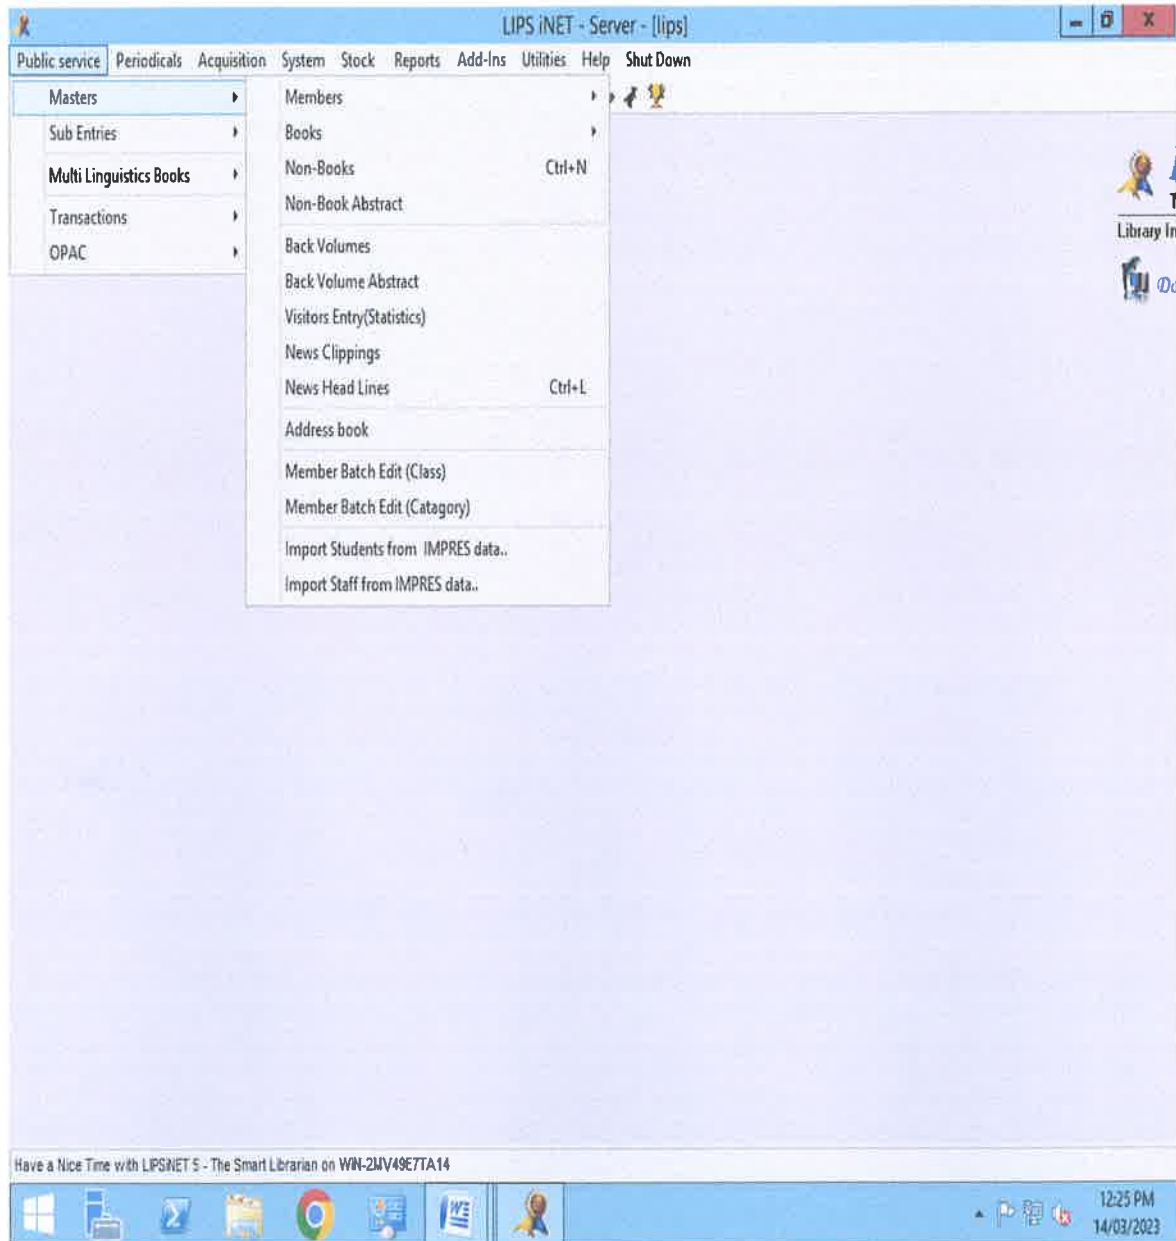 LIPS iNET - Server - [lips]
Public service Periodicals Acquisition System Stock Reports Add-Ins Utilities Help Shut Down
Masters
Sub Entries
Multi Linguistics Books
Transactions
OPAC
Members
Books
Non-Books Ctrl+N
Non-Book Abstract
Back Volumes
Back Volume Abstract
Visitors Entry(Statistics)
News Clippings
News Head Lines Ctrl+L
Address book
Member Batch Edit (Class)
Member Batch Edit (Catagory)
Import Students from IMPRES data..
Import Staff from IMPRES data..
Library In
Have a Nice Time with LIPSiNET 5 - The Smart Librarian on WIN-2MV49E7TA14
12:25 PM
14/03/2023